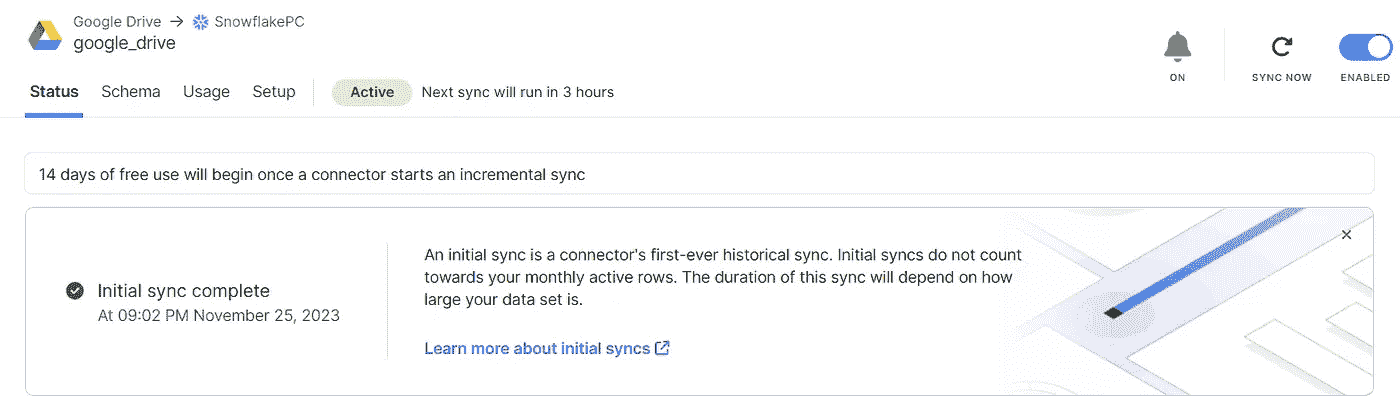 Google Drive → SnowflakePC
google_drive
ON
SYNC NOW
ENABLED
Status Schema Usage Setup Active Next sync will run in 3 hours
14 days of free use will begin once a connector starts an incremental sync
Initial sync complete
At 09:02 PM November 25, 2023
An initial sync is a connector's first-ever historical sync. Initial syncs do not count
towards your monthly active rows. The duration of this sync will depend on how
large your data set is.
Learn more about initial syncs